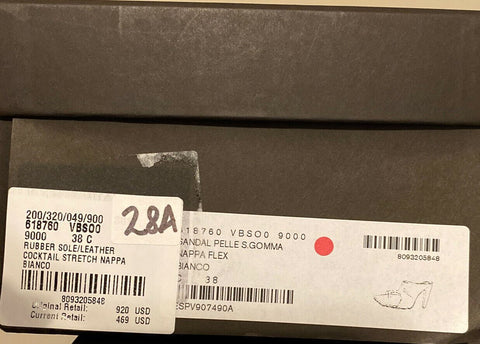 200/320/049/900
618760 VBSO0
9000 38 C
RUBBER SOLE/LEATHER
COCKTAIL STRETCH NAPPA
BIANCO
8093205848
Original Retail: 920 USD
Current Retail: 469 USD
28A
618760 VBSO0 9000
SANDAL PELLE S.GOMMA
NAPPA FLEX
BIANCO
C 38
ESPV907490A
8093205848